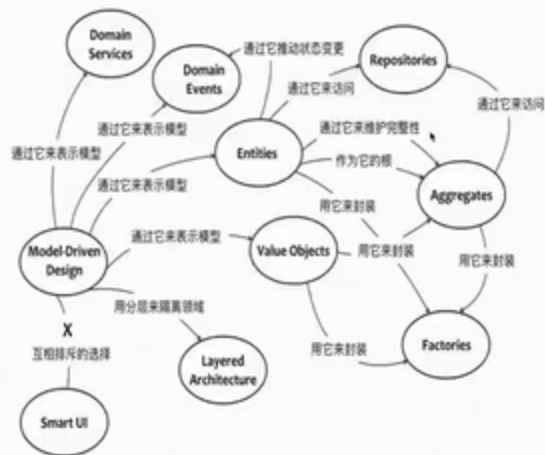 Domain
Services
通过它推动状态变更
Domain
Events
Repositories
通过它来访问
通过它来访问
通过它来表示模型
通过它来维护完整性
通过它来表示模型
Entities
作为它的根
通过它来表示模型
Aggregates
用它来封装
通过它来表示模型
Model-Driven
Design
Value Objects
用它来封装
用它来封装
用分层来隔离领域
X
互相排斥的选择
Layered
Architecture
用它来封装
Factories
Smart UI